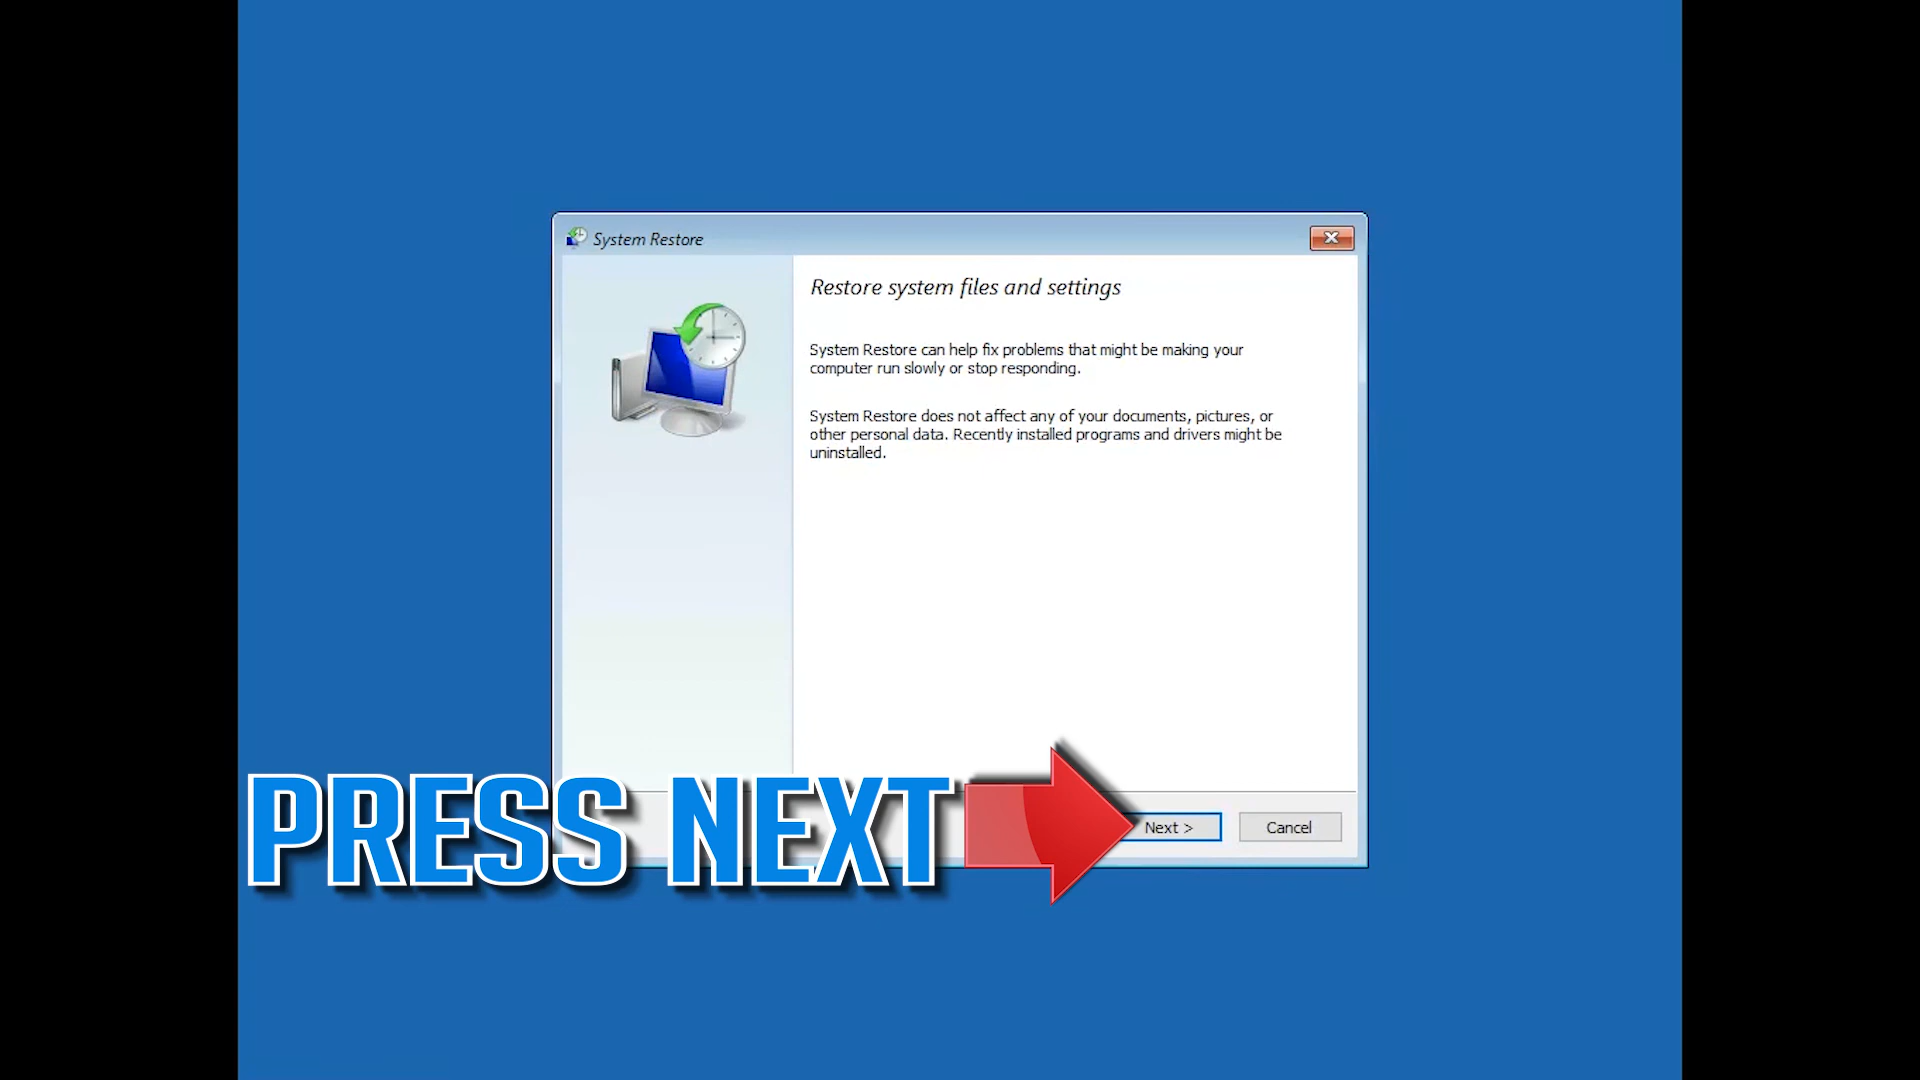 System Restore
Restore system files and settings
System Restore can help fix problems that might be making your
computer run slowly or stop responding.
System Restore does not affect any of your documents, pictures, or
other personal data. Recently installed programs and drivers might be
uninstalled.
PRESS NEXT
Next >
Cancel